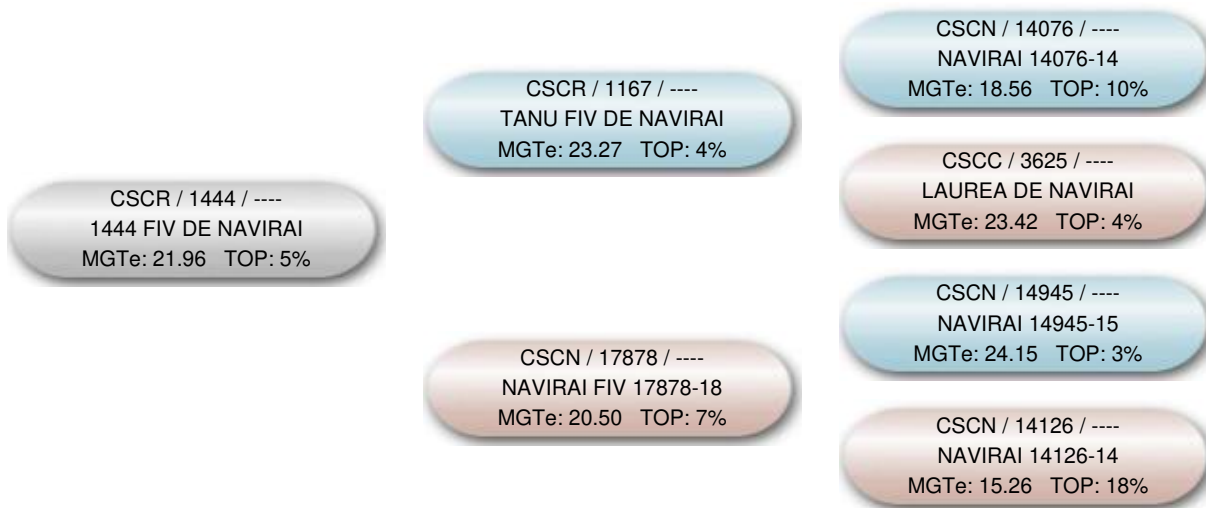 CSCN / 14076 / ----
NAVIRAI 14076-14
MGTe: 18.56 TOP: 10%
CSCR / 1167 / ----
TANU FIV DE NAVIRAI
MGTe: 23.27 TOP: 4%
CSCC / 3625 / ----
LAUREA DE NAVIRAI
MGTe: 23.42 TOP: 4%
CSCR / 1444 / ----
1444 FIV DE NAVIRAI
MGTe: 21.96 TOP: 5%
CSCN / 14945 / ----
NAVIRAI 14945-15
MGTe: 24.15 TOP: 3%
CSCN / 17878 / ----
NAVIRAI FIV 17878-18
MGTe: 20.50 TOP: 7%
CSCN / 14126 / ----
NAVIRAI 14126-14
MGTe: 15.26 TOP: 18%